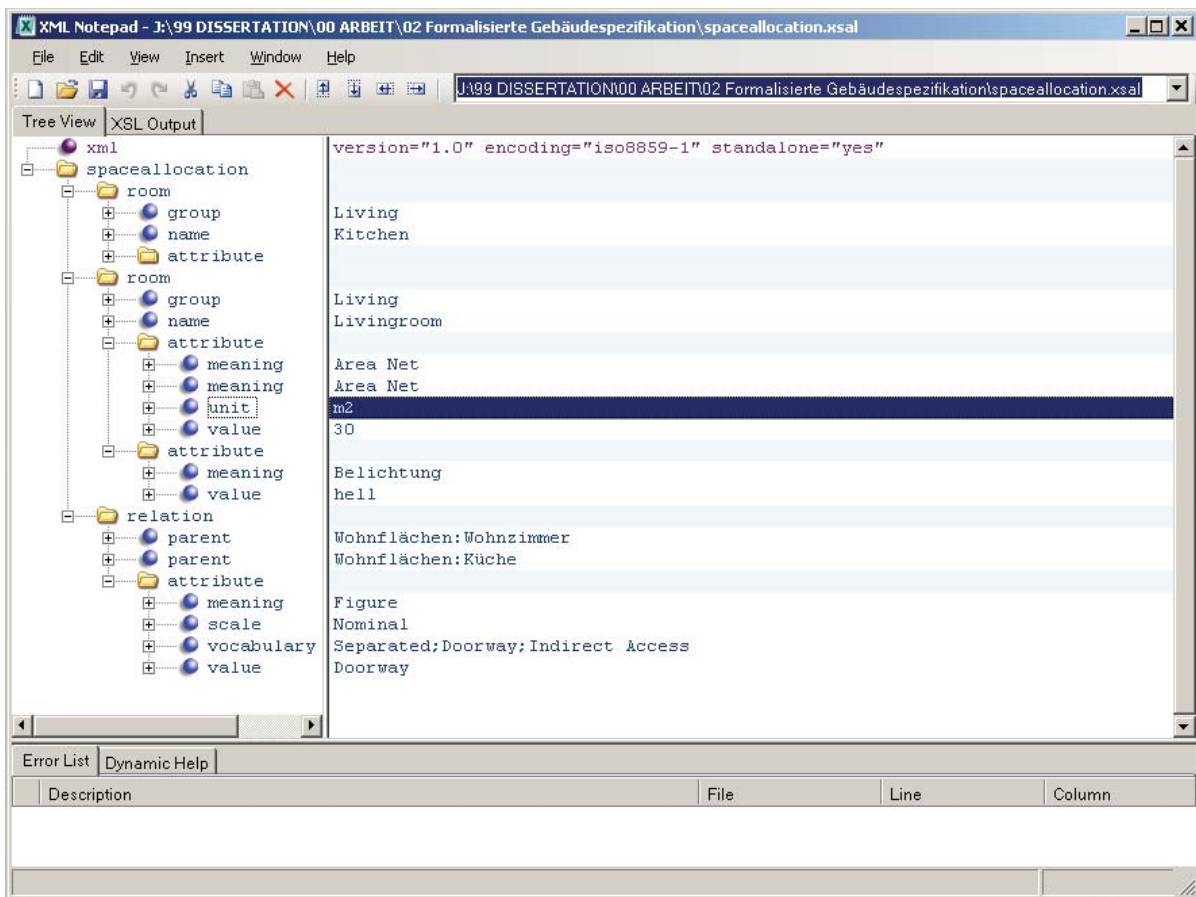 XML Notepad - J:\99 DISSERTATION\00 ARBEIT\02 Formalisierte Gebäudespezifikation\spaceallocation.xsal
File Edit View Insert Window Help
J:\99 DISSERTATION\00 ARBEIT\02 Formalisierte Gebäudespezifikation\spaceallocation.xsal
Tree View XSL Output
xml version="1.0" encoding="iso8859-1" standalone="yes"
spaceallocation
room
group Living
name Kitchen
attribute
room
group Living
name Livingroom
attribute
meaning Area Net
meaning Area Net
unit m2
value 30
attribute
meaning Belichtung
value hell
relation
parent Wohnflächen:Wohnzimmer
parent Wohnflächen:Küche
attribute
meaning Figure
scale Nominal
vocabulary Separated;Doorway;Indirect Access
value Doorway
Error List Dynamic Help
Description File Line Column